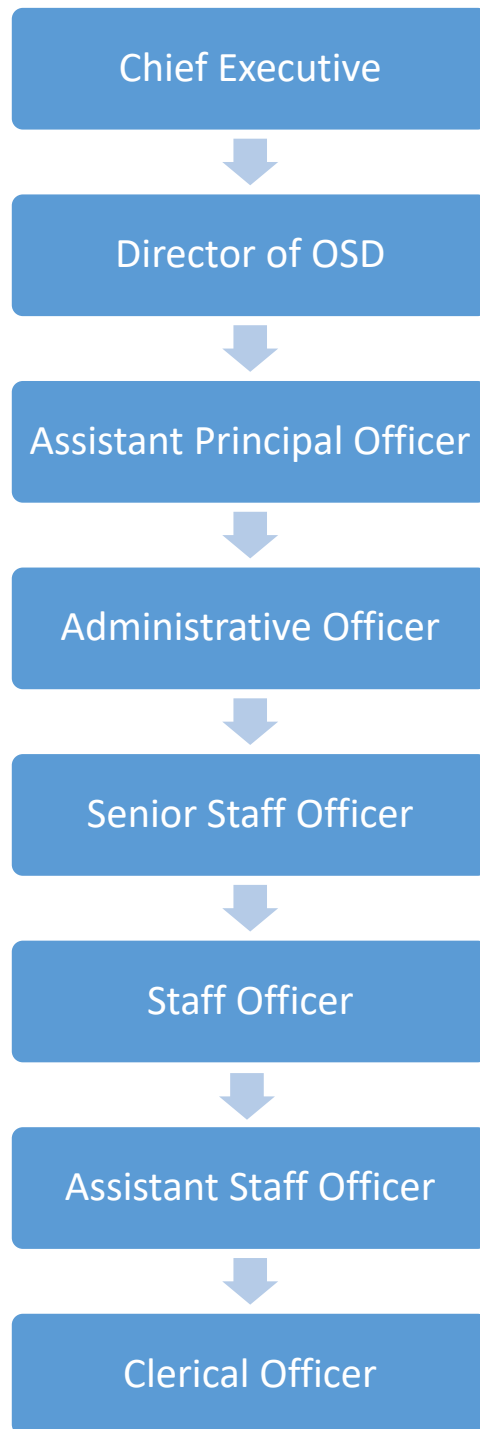 Chief Executive
Director of OSD
Assistant Principal Officer
Administrative Officer
Senior Staff Officer
Staff Officer
Assistant Staff Officer
Clerical Officer